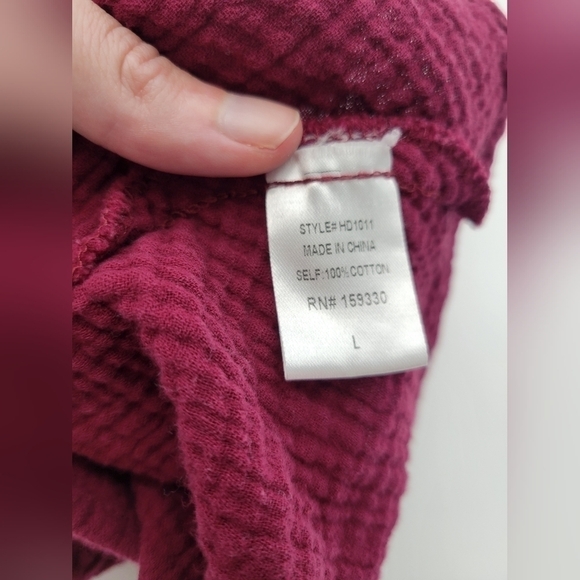 STYLE# HD1011
MADE IN CHINA
SELF:100% COTTON
RN# 159330
L